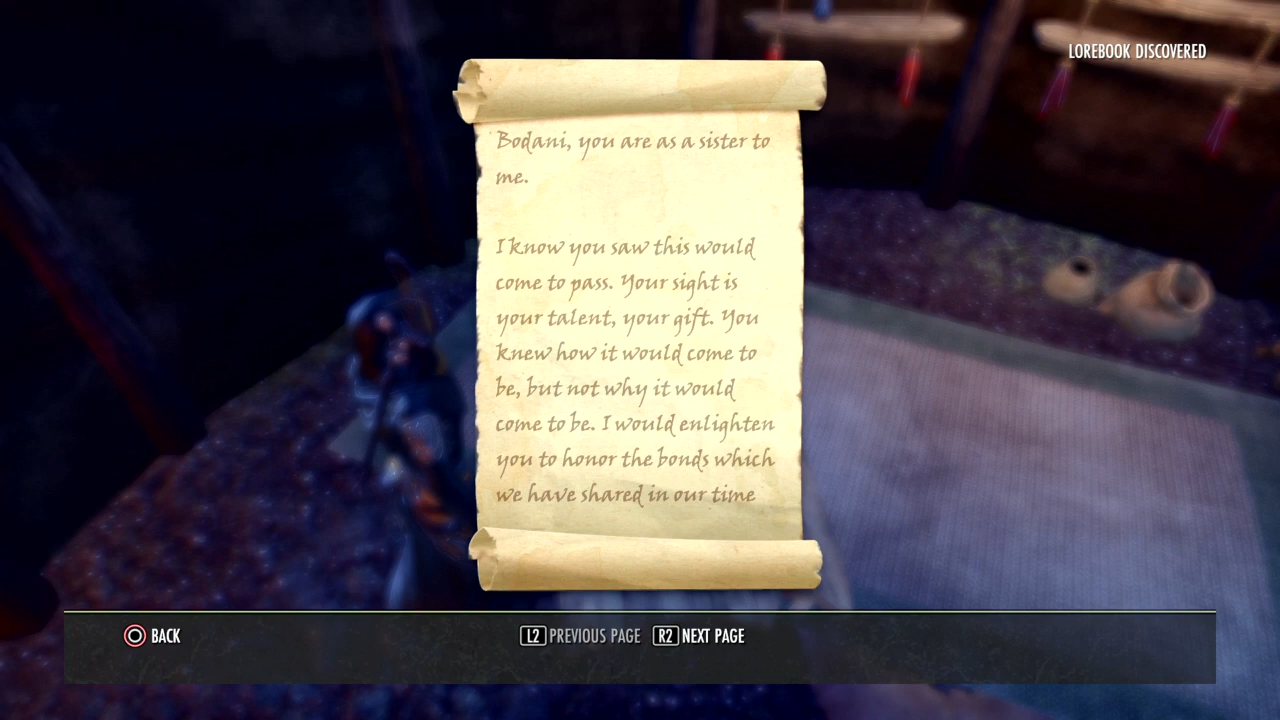 LOREBOOK DISCOVERED
Bodani, you are as a sister to
me.
I know you saw this would
come to pass. Your sight is
your talent, your gift. You
knew how it would come to
be, but not why it would
come to be. I would enlighten
you to honor the bonds which
we have shared in our time
BACK
L2 PREVIOUS PAGE R2 NEXT PAGE